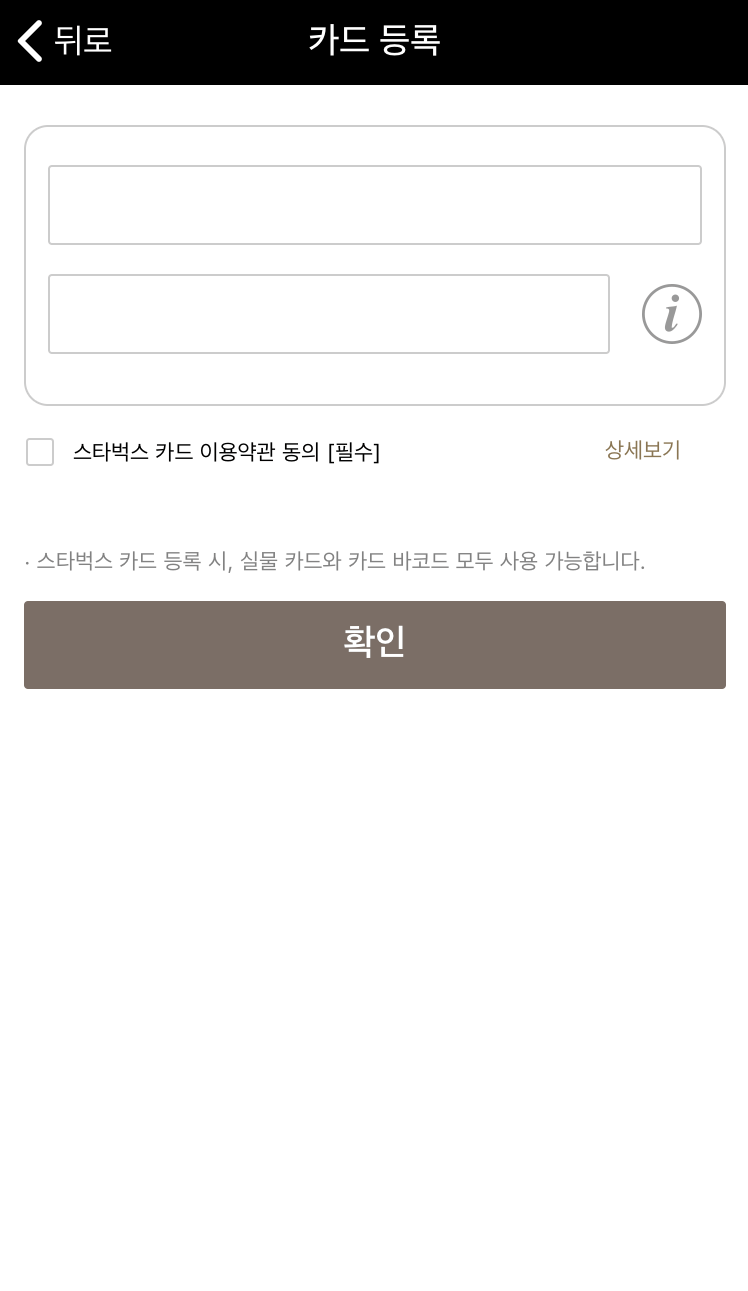 뒤로
카드 등록
i
스타벅스 카드 이용약관 동의 [필수]
상세보기
· 스타벅스 카드 등록 시, 실물 카드와 카드 바코드 모두 사용 가능합니다.
확인